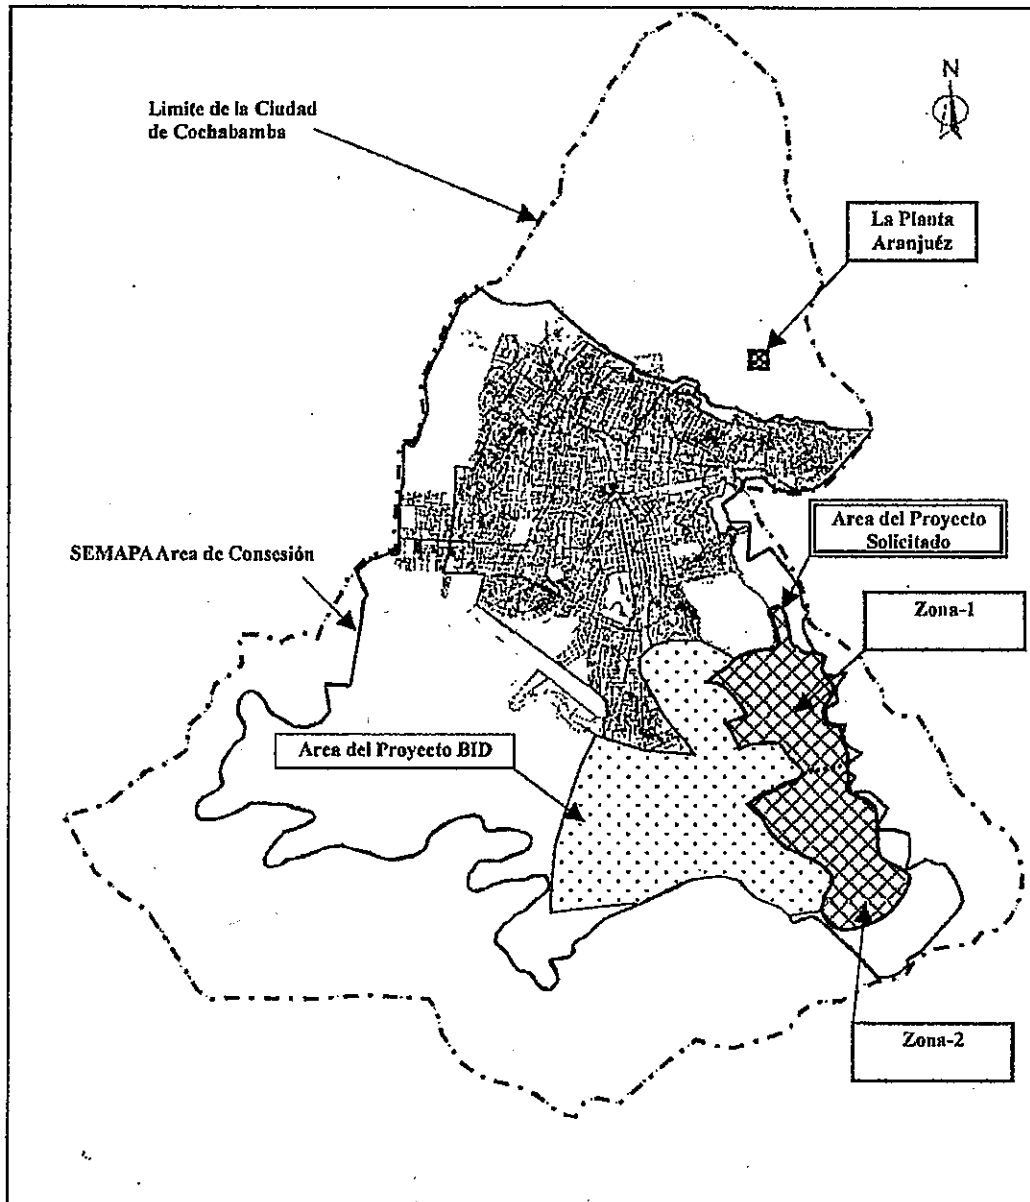 N
Limite de la Ciudad
de Cochabamba
La Planta
Aranjuéz
Area del Proyecto
Solicitado
SEMAPA Area de Consesión
Zona-1
Area del Proyecto BID
Zona-2